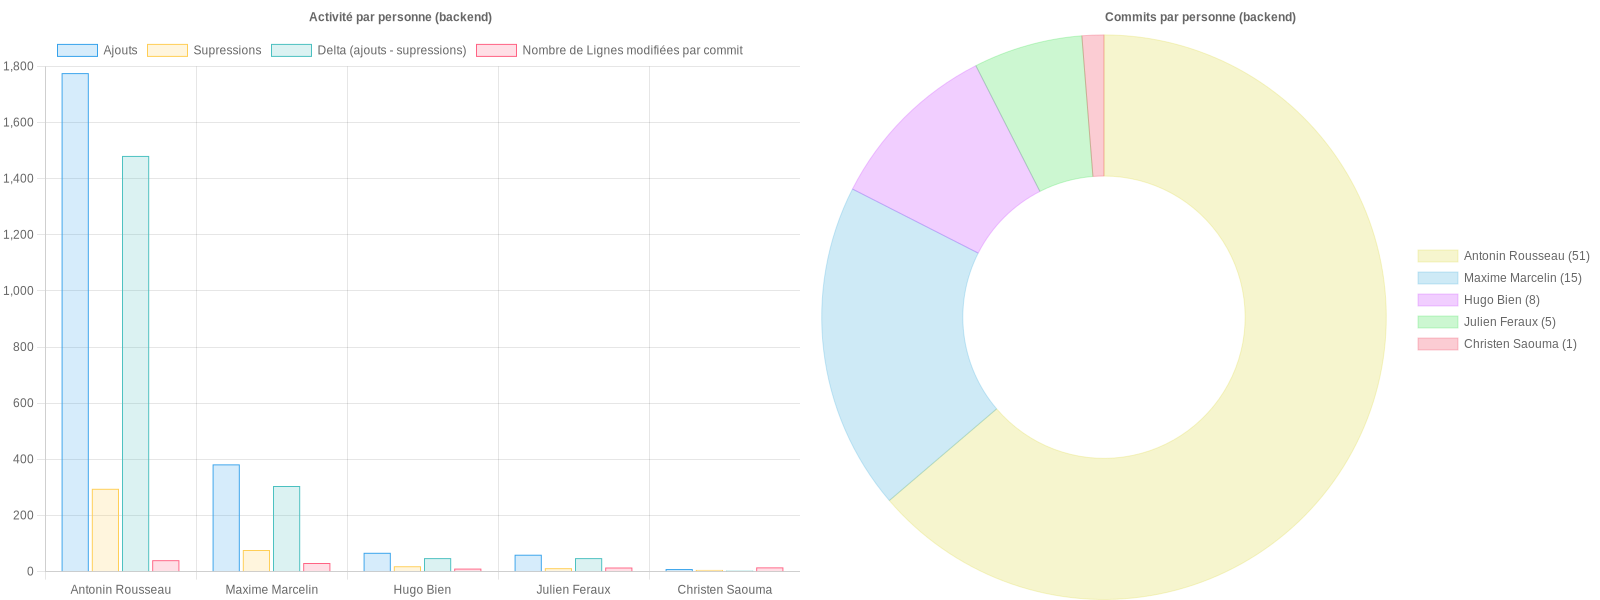 Activité par personne (backend)
Ajouts
Supressions
Delta (ajouts - supressions)
Nombre de Lignes modifiées par commit
1,800
1,600
1,400
1,200
1,000
800
600
400
200
0
Antonin Rousseau
Maxime Marcelin
Hugo Bien
Julien Feraux
Christen Saouma
Commits par personne (backend)
Antonin Rousseau (51)
Maxime Marcelin (15)
Hugo Bien (8)
Julien Feraux (5)
Christen Saouma (1)